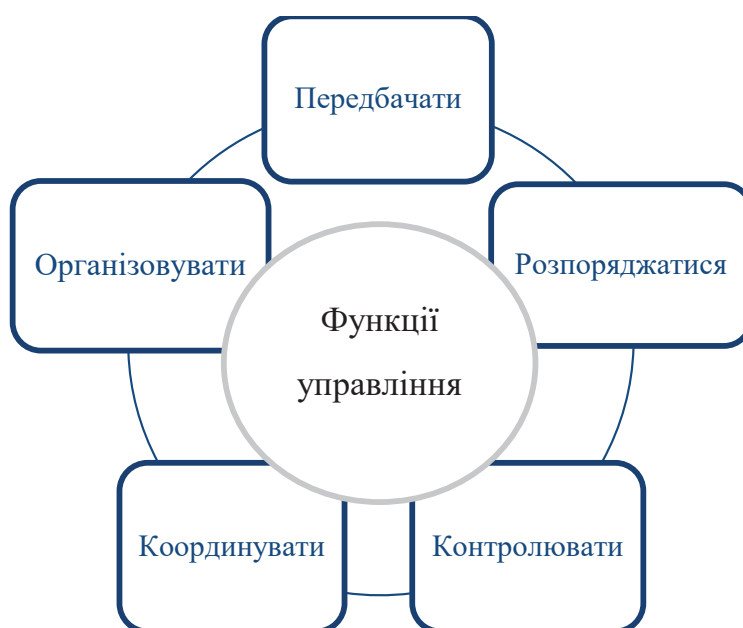 Передбачати
Організовувати
Розпоряджатися
Функції
управління
Координувати
Контролювати